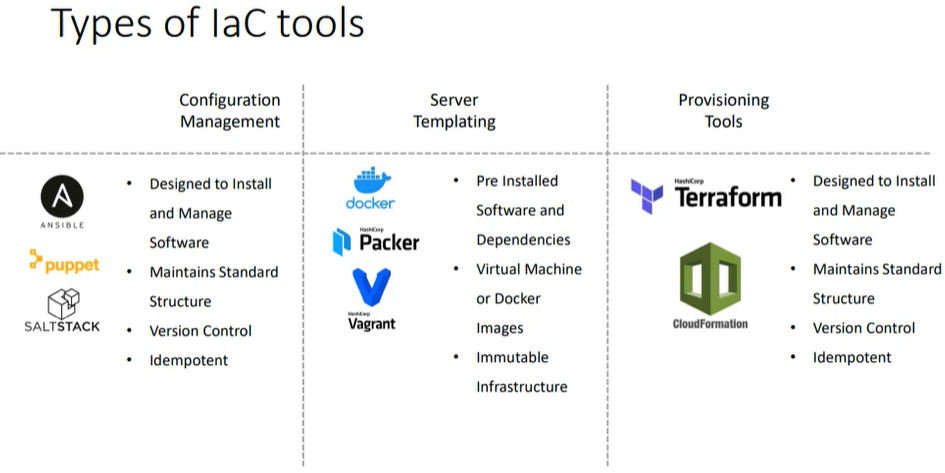 Types of IaC tools
Configuration
Management
Server
Templating
Provisioning
Tools
ANSIBLE
puppet
SALTSTACK
• Designed to Install
and Manage
Software
• Maintains Standard
Structure
• Version Control
• Idempotent
docker
HashiCorp
Packer
HashiCorp
Vagrant
• Pre Installed
Software and
Dependencies
• Virtual Machine
or Docker
Images
• Immutable
Infrastructure
HashiCorp
Terraform
CloudFormation
• Designed to Install
and Manage
Software
• Maintains Standard
Structure
• Version Control
• Idempotent